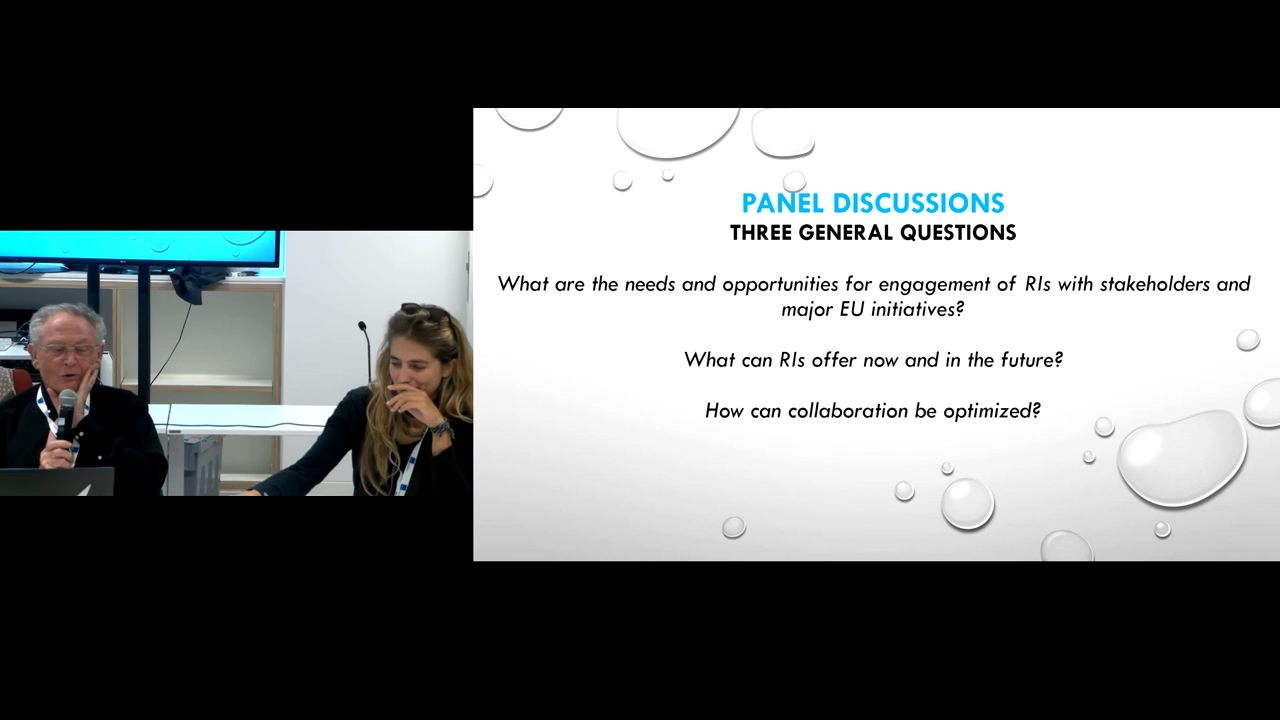 PANEL DISCUSSIONS
THREE GENERAL QUESTIONS
What are the needs and opportunities for engagement of RIs with stakeholders and
major EU initiatives?
What can RIs offer now and in the future?
How can collaboration be optimized?